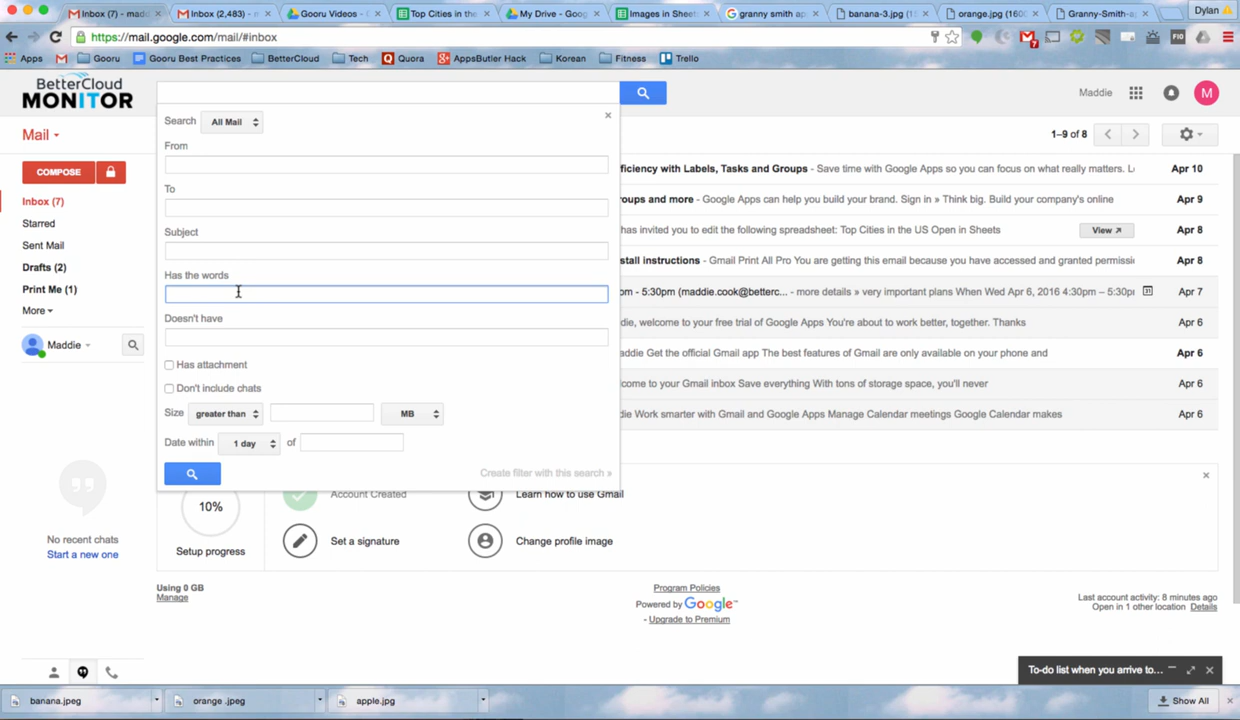 Inbox (7) - mad
Inbox (2,483) -
Gooru Videos -
Top Cities in the
My Drive - Goog
Images in Sheet
granny smith ap
banana-3.jpg (1
orange.jpg (160
Granny-Smith-ap
Dylan
https://mail.google.com/mail/#inbox
7
FIO
Apps
Gooru
Gooru Best Practices
BetterCloud
Tech
Quora
AppsButler Hack
Korean
Fitness
Trello
BetterCloud
MONITOR
Maddie
M
Search
All Mail
Mail
1–9 of 8
From
COMPOSE
fficiency with Labels, Tasks and Groups - Save time with Google Apps so you can focus on what really matters.
Apr 10
To
Inbox (7)
roups and more - Google Apps can help you build your brand. Sign in » Think big. Build your company's online
Apr 9
Starred
Subject
has invited you to edit the following spreadsheet: Top Cities in the US Open in Sheets
View
Apr 8
Sent Mail
stall instructions - Gmail Print All Pro You are getting this email because you have accessed and granted permissio
Apr 8
Drafts (2)
Has the words
Print Me (1)
pm - 5:30pm (maddie.cook@betterc... - more details » very important plans When Wed Apr 6, 2016 4:30pm – 5:30pm
31
Apr 7
More
Doesn't have
die, welcome to your free trial of Google Apps You're about to work better, together. Thanks
Apr 6
Maddie
addie Get the official Gmail app The best features of Gmail are only available on your phone and
Apr 6
Has attachment
Don't include chats
come to your Gmail inbox Save everything With tons of storage space, you'll never
Apr 6
Size
greater than
MB
die Work smarter with Gmail and Google Apps Manage Calendar meetings Google Calendar makes
Apr 6
Date within
1 day
of
Create filter with this search »
Account Created
Learn how to use Gmail
10%
Set a signature
Change profile image
Setup progress
No recent chats
Start a new one
Using 0 GB
Manage
Program Policies
Powered by Google™
- Upgrade to Premium
Last account activity: 8 minutes ago
Open in 1 other location Details
To-do list when you arrive to...
banana.jpeg
orange .jpeg
apple.jpg
Show All